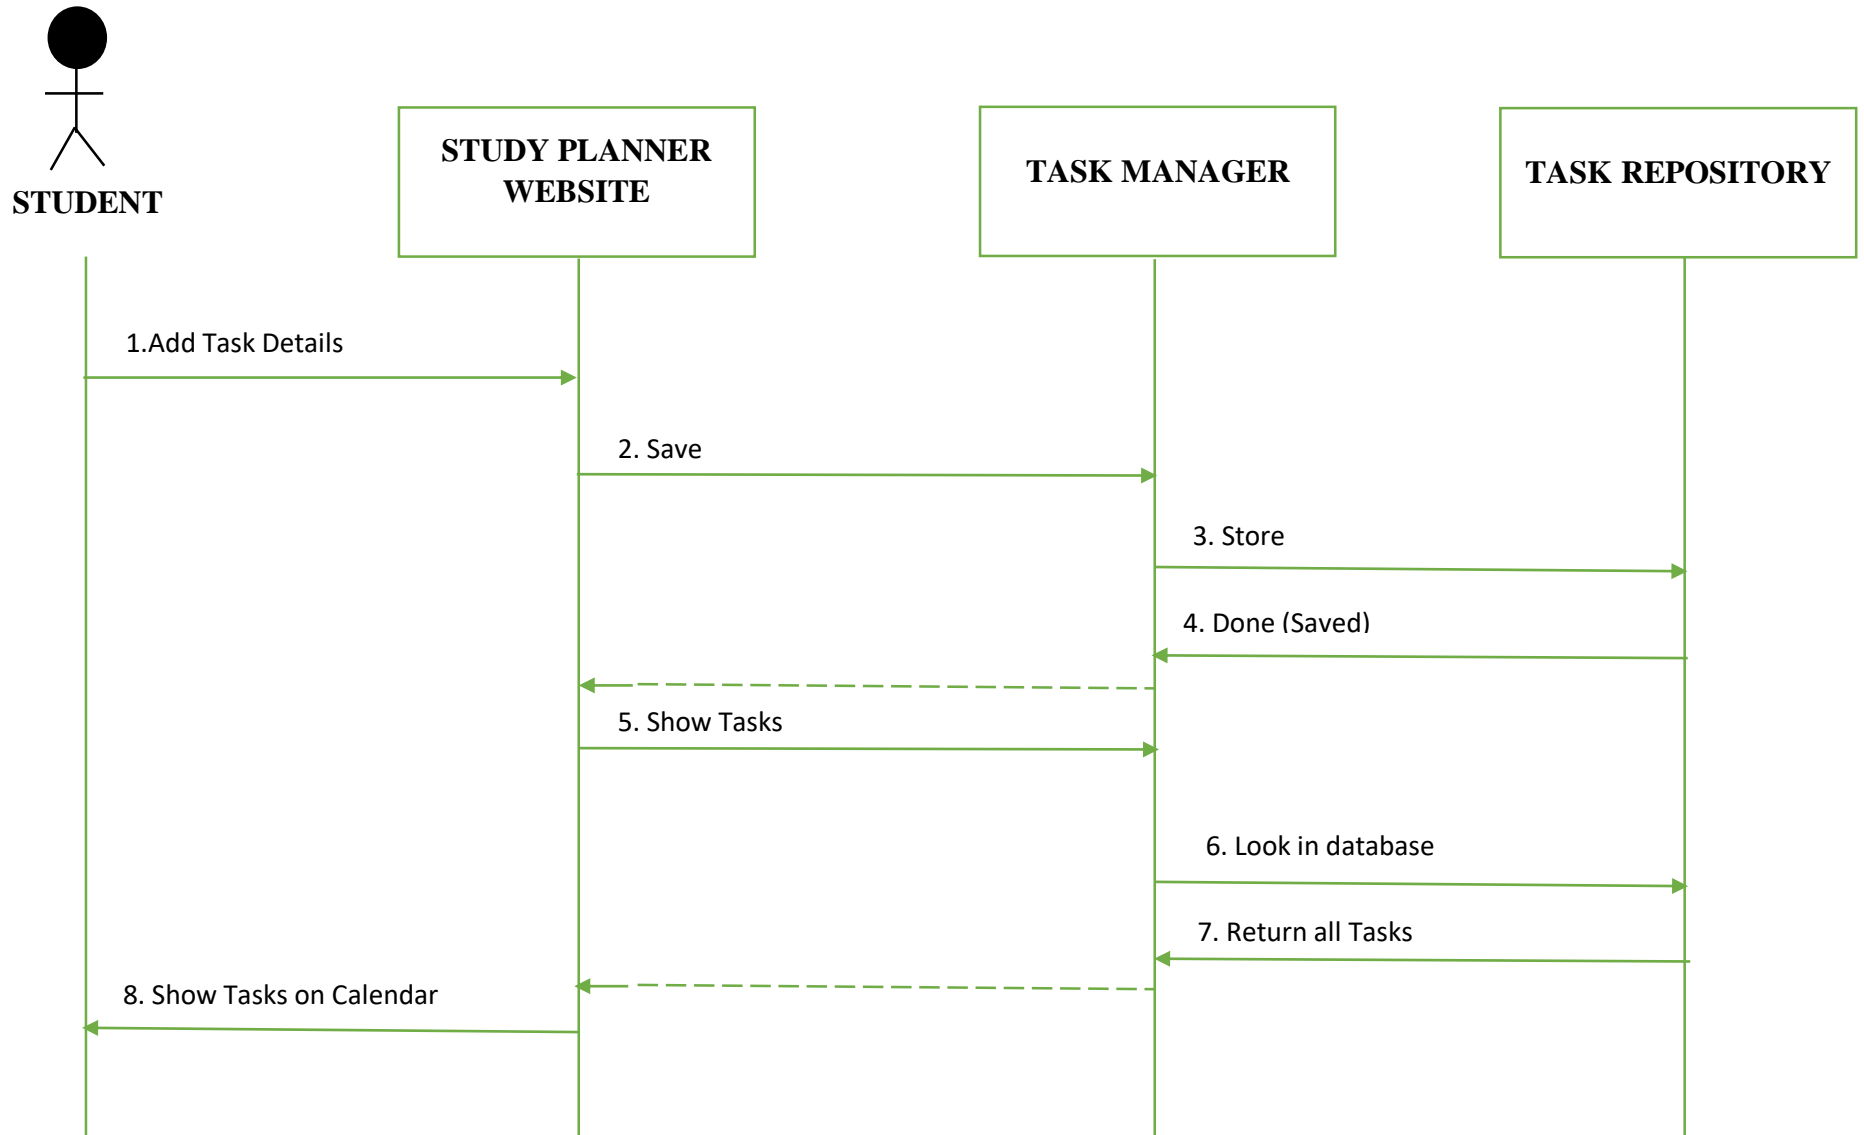 STUDENT
STUDY PLANNER
WEBSITE
TASK MANAGER
TASK REPOSITORY
1.Add Task Details
2. Save
3. Store
4. Done (Saved)
5. Show Tasks
6. Look in database
7. Return all Tasks
8. Show Tasks on Calendar